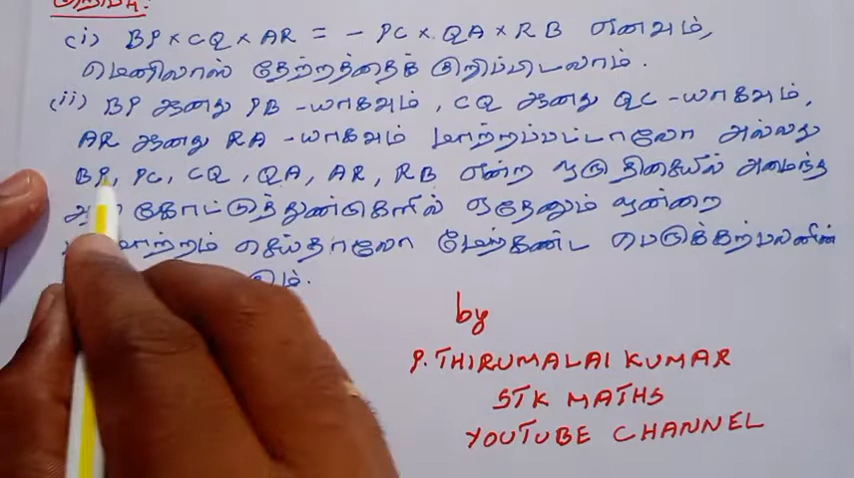 குறிப்பு:
(i) BP × CQ × AR = - PC × QA × RB எனவும்,
மெனிலாஸ் தேற்றத்தைக் குறிப்பிடலாம்.
(ii) BP ஆனது PB -யாகவும், CQ ஆனது QC -யாகவும்,
AR ஆனது RA -யாகவும் மாற்றப்பட்டாலோ அல்லது
BP, PC, CQ, QA, AR, RB என்ற ஒரு திசையில் அமைந்த
கோட்டுத்துண்டுகளில் ஏதேனும் ஒன்றை
மாற்றம் செய்தாலோ மேற்கண்ட பெருக்கற்பலனின்
by
P. THIRUMALAI KUMAR
STK MATHS
YOUTUBE CHANNEL